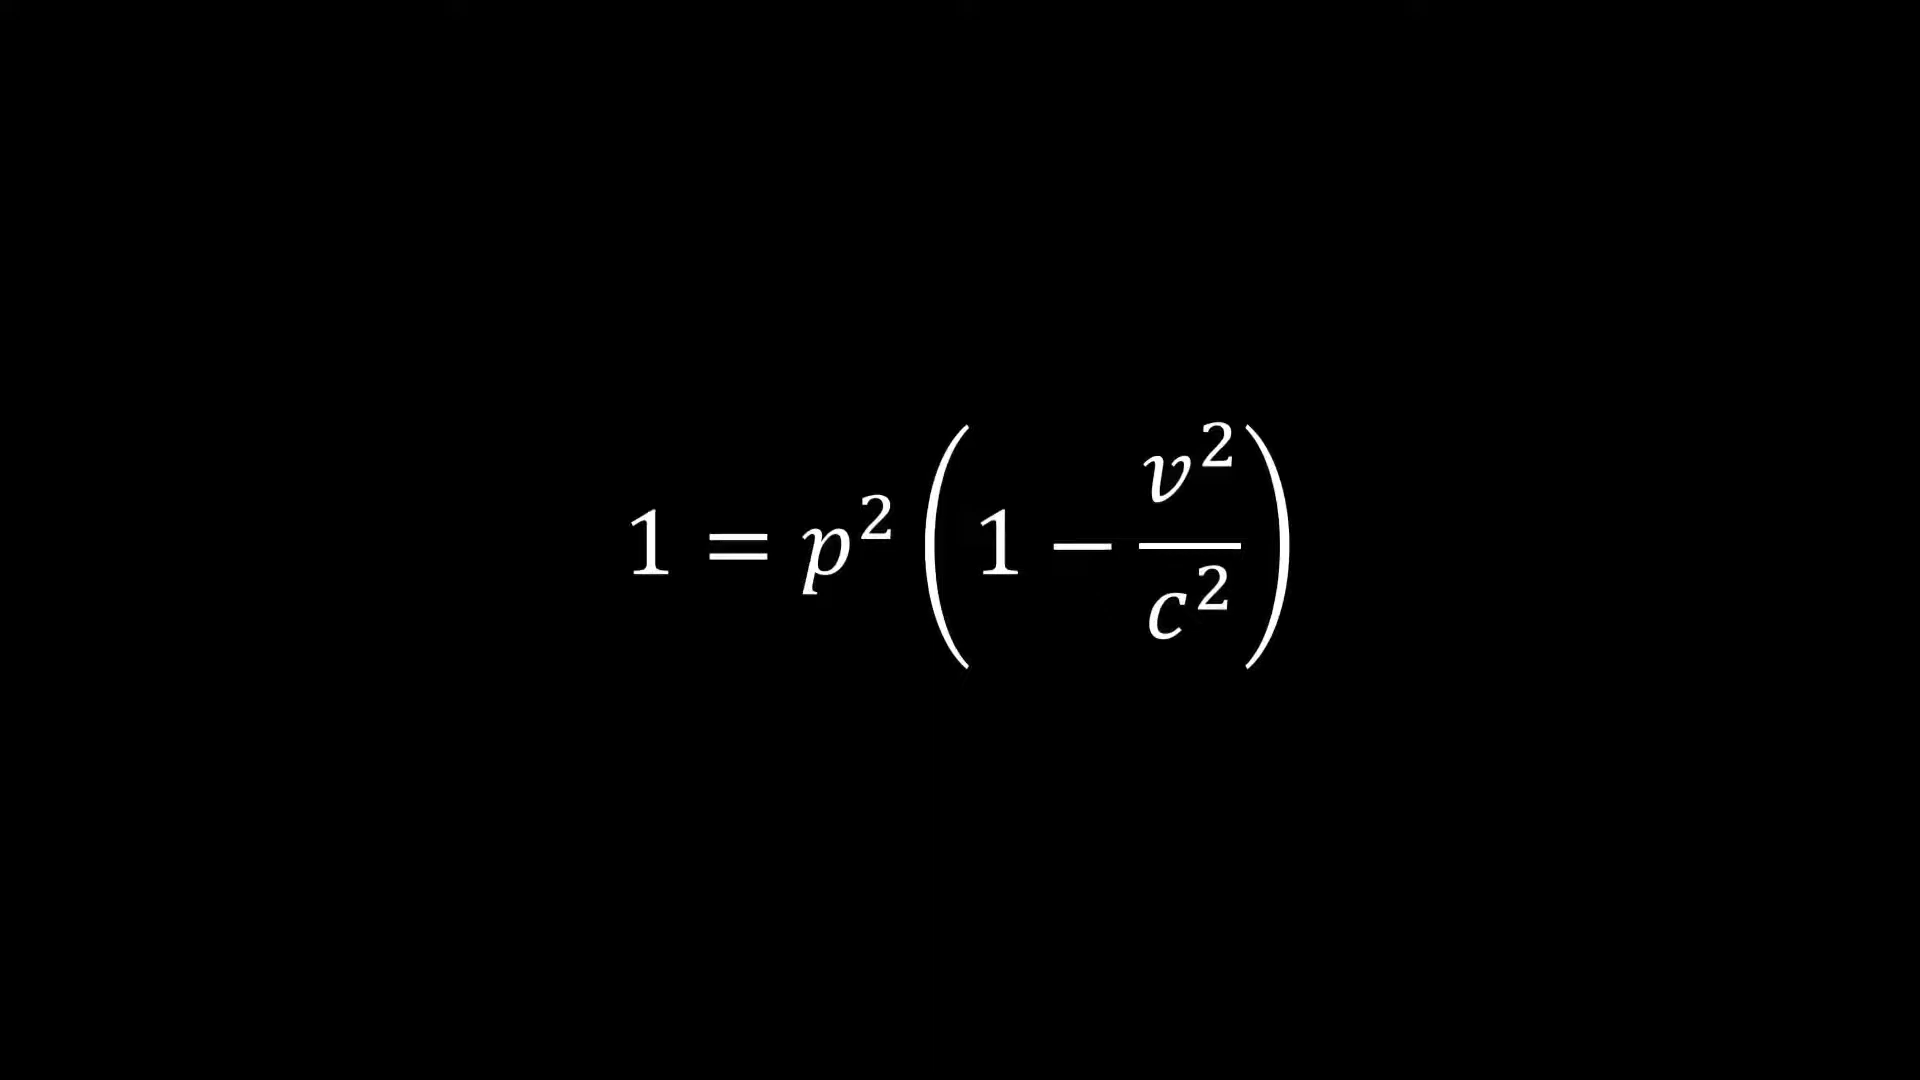 1 = p²(1 − v²/c²)